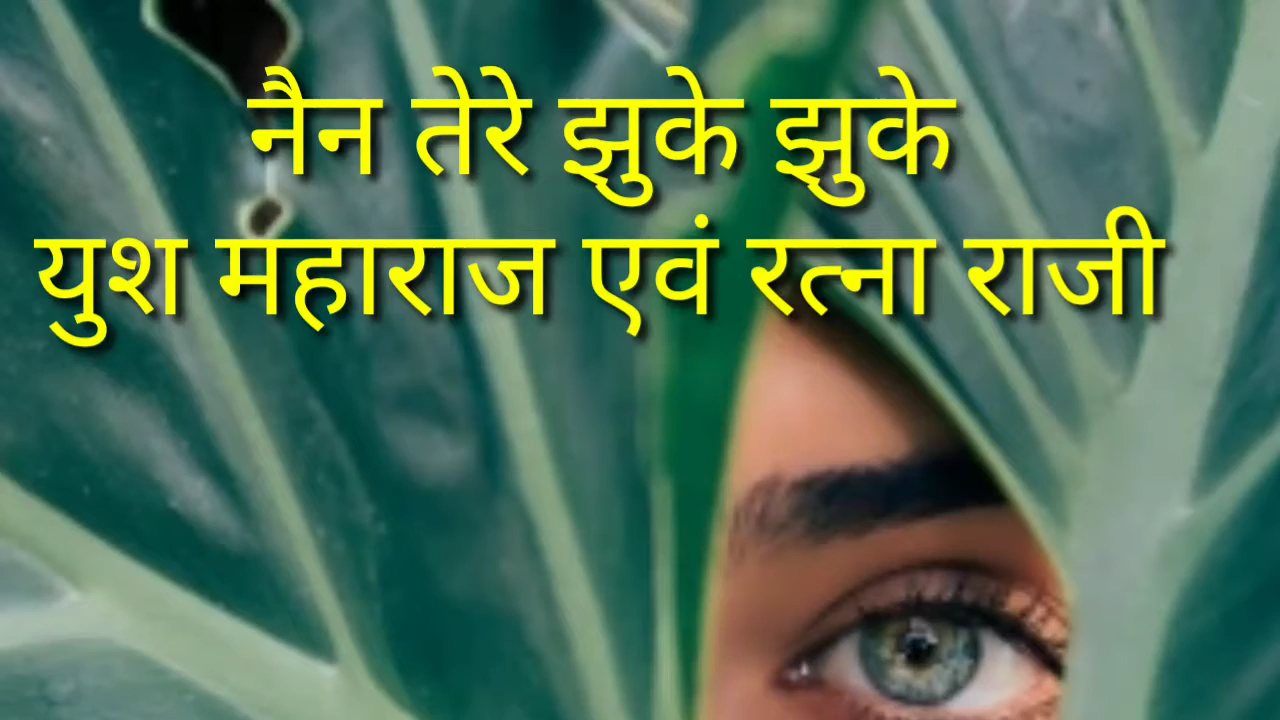 नैन तेरे झुके झुके
युश महाराज एवं रत्ना राजी